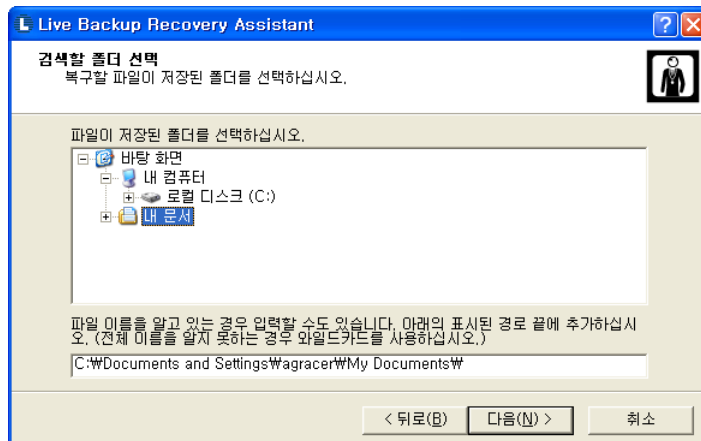 Live Backup Recovery Assistant
검색할 폴더 선택
복구할 파일이 저장된 폴더를 선택하십시오.
파일이 저장된 폴더를 선택하십시오.
바탕 화면
내 컴퓨터
로컬 디스크 (C:)
내 문서
파일 이름을 알고 있는 경우 입력할 수도 있습니다. 아래의 표시된 경로 끝에 추가하십시
오. (전체 이름을 알지 못하는 경우 와일드카드를 사용하십시오.)
C:₩Documents and Settings₩agracer₩My Documents₩
< 뒤로(B) 다음(N) > 취소